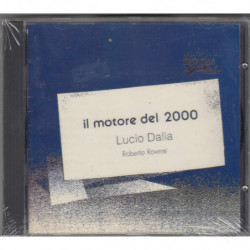 il motore del 2000
Lucio Dalla
Roberto Roversi